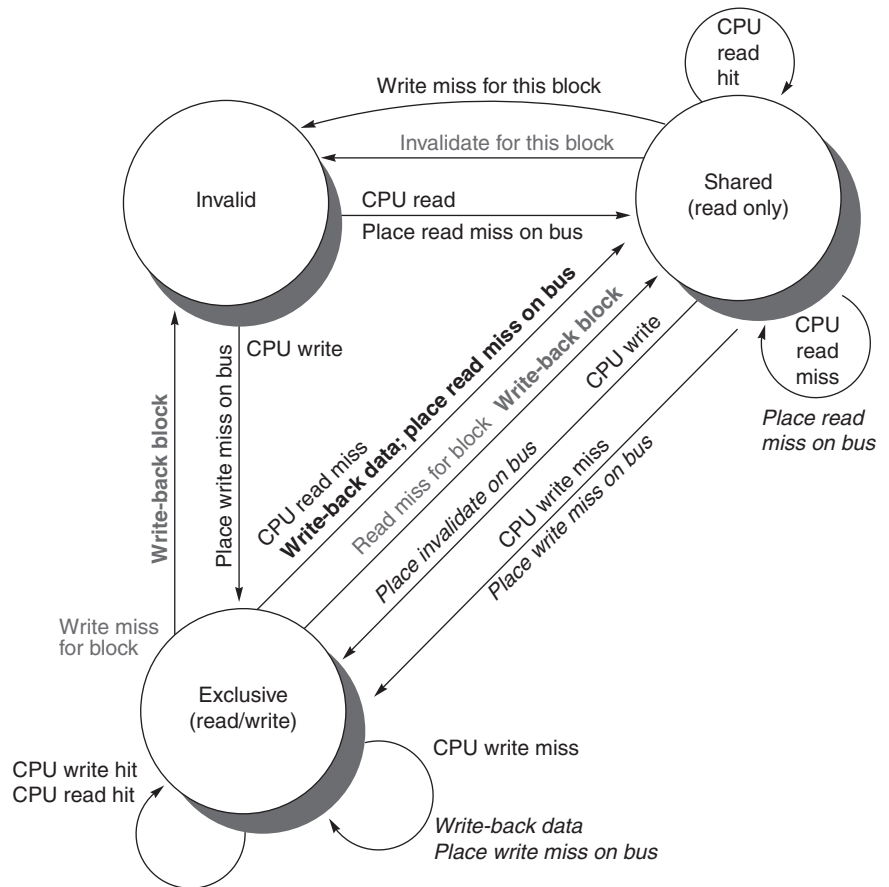 CPU
read
hit
Write miss for this block
Invalidate for this block
Invalid
Shared
(read only)
CPU read
Place read miss on bus
CPU write
Place write miss on bus
Write-back block
CPU read miss
Write-back data; place read miss on bus
Read miss for block Write-back block
CPU write
Place invalidate on bus
CPU write miss
Place write miss on bus
CPU
read
miss
Place read
miss on bus
Write miss
for block
Exclusive
(read/write)
CPU write hit
CPU read hit
CPU write miss
Write-back data
Place write miss on bus